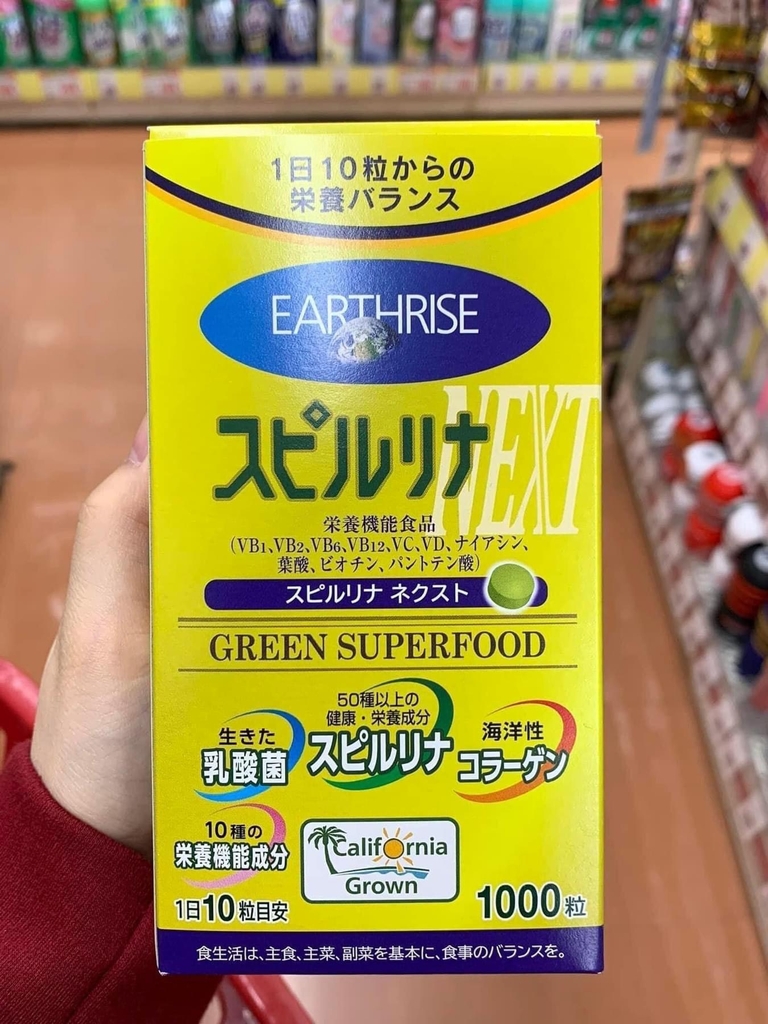 1日10粒からの
栄養バランス
EARTHRISE
スピルリナ NEXT
栄養機能食品
(VB1、VB2、VB6、VB12、VC、VD、ナイアシン、
葉酸、ビオチン、パントテン酸)
スピルリナ ネクスト
GREEN SUPERFOOD
生きた
乳酸菌
50種以上の
健康・栄養成分
スピルリナ
海洋性
コラーゲン
10種の
栄養機能成分
California
Grown
1日10粒目安
1000粒
食生活は、主食、主菜、副菜を基本に、食事のバランスを。